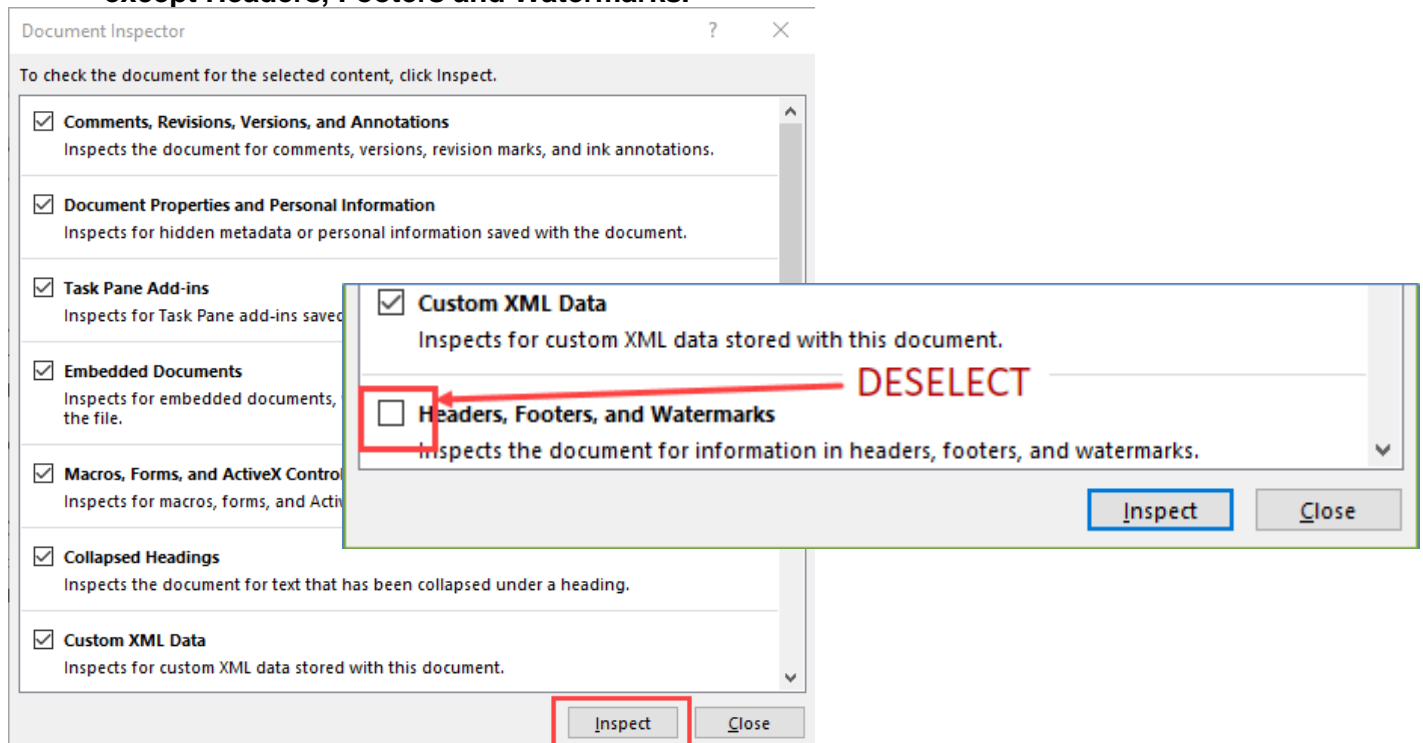 except Headers, Footers and Watermarks.
Document Inspector ?
To check the document for the selected content, click Inspect.
Comments, Revisions, Versions, and Annotations
Inspects the document for comments, versions, revision marks, and ink annotations.
Document Properties and Personal Information
Inspects for hidden metadata or personal information saved with the document.
Task Pane Add-ins
Inspects for Task Pane add-ins saved
Embedded Documents
Inspects for embedded documents,
the file.
Macros, Forms, and ActiveX Contro
Inspects for macros, forms, and Activ
Collapsed Headings
Inspects the document for text that has been collapsed under a heading.
Custom XML Data
Inspects for custom XML data stored with this document.
Inspect Close
Custom XML Data
Inspects for custom XML data stored with this document.
DESELECT
Headers, Footers, and Watermarks
Inspects the document for information in headers, footers, and watermarks.
Inspect Close